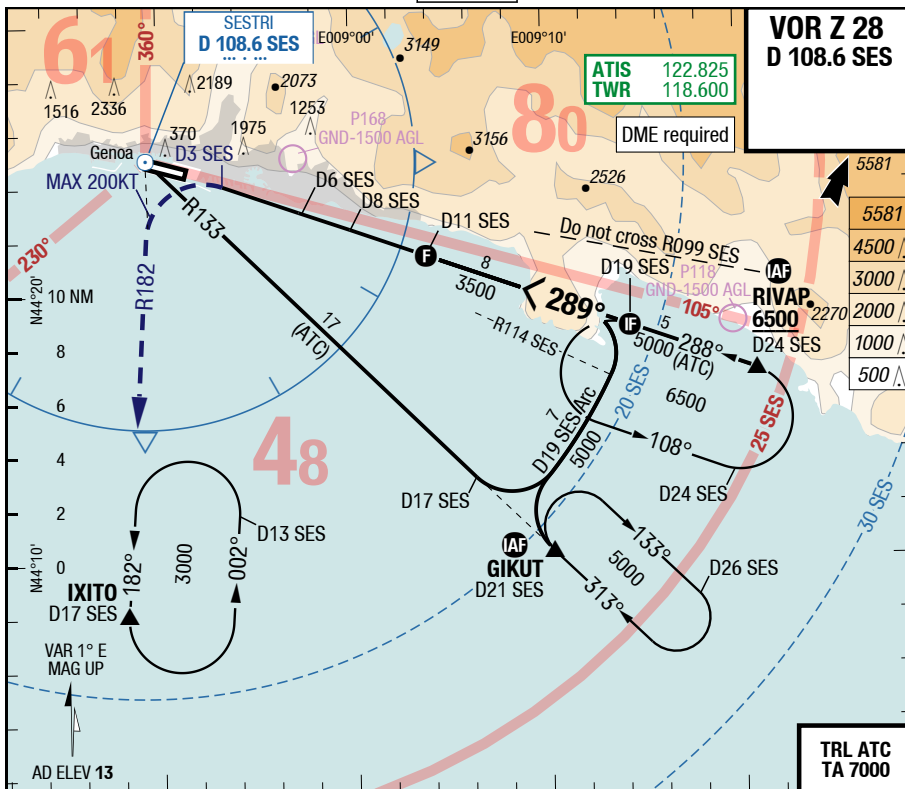 VOR Z 28
D 108.6 SES
SESTRI
D 108.6 SES
E009°00'
E009°10'
3149
61
360°
ATIS 122.825
TWR 118.600
DME required
80
1516
2336
2189
2073
1253
P168
GND-1500 AGL
370
1975
3156
2526
Genoa
D3 SES
MAX 200KT
D6 SES
D8 SES
D11 SES
R133
F
8
3500
Do not cross R099 SES
D19 SES
P118
GND-1500 AGL
IAF
RIVAP
6500
D24 SES
2270
5581
5581
4500
3000
2000
1000
500
230°
R182
N44°20'
10 NM
8
6
4
2
0
17
(ATC)
289°
105°
IF
5
5000
(ATC)
288°
R114 SES
6500
7
D19 SES Arc
5000
20 SES
108°
D24 SES
25 SES
30 SES
48
D17 SES
D13 SES
182°
3000
002°
IXITO
D17 SES
N44°10'
IAF
GIKUT
D21 SES
133°
5000
313°
D26 SES
VAR 1° E
MAG UP
AD ELEV 13
TRL ATC
TA 7000